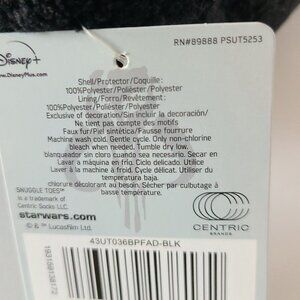 Disney+
www.DisneyPlus.com
RN#89888 PSUT5253
Shell/Protector/Coquille:
100%Polyester/Poliéster/Polyester
Lining/Forro/Revêtement:
100%Polyester/Poliéster/Polyester
Exclusive of decoration/Sin incluir la decoración/
Ne tient pas compte des motifs
Faux fur/Piel sintética/Fausse fourrure
Machine wash cold. Gentle cycle. Only non-chlorine
bleach when needed. Tumble dry low.
blanqueador sin cloro cuando sea necesario. Sécar en
Lavar a máquina en frío. Ciclo delicado. Utilice
Laver à la machine à froid. Cycle délicat. Utiliser un
temperatura baja.
chlorure décolorant au besoin. Sécher par culbutage à
basse température.
SNUGGLE TOES™
is a trademark of
Centric Socks LLC.
starwars.com
© & ™ Lucasfilm Ltd.
CENTRIC
BRANDS
43UT036BPFAD-BLK